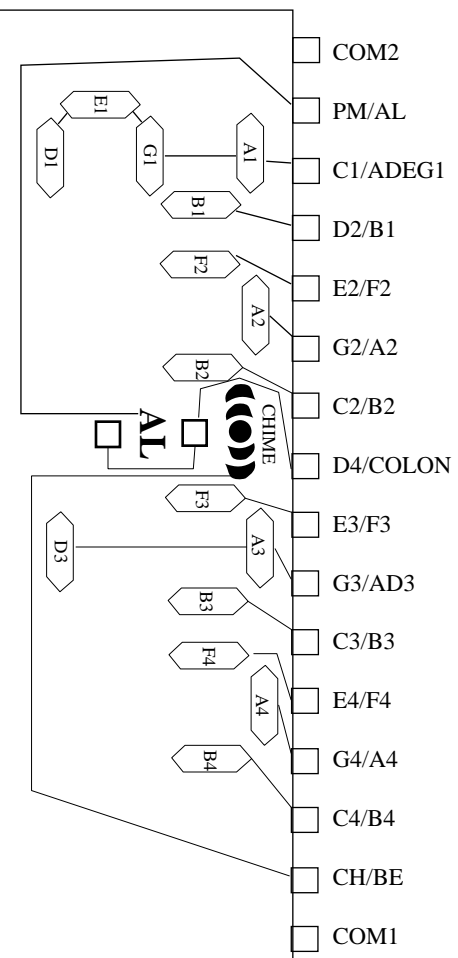 COM2
PM/AL
C1/ADEG1
D2/B1
E2/F2
G2/A2
C2/B2
D4/COLON
E3/F3
G3/AD3
C3/B3
E4/F4
G4/A4
C4/B4
CH/BE
COM1
E1
D1
G1
A1
B1
F2
A2
B2
AL
CHIME
F3
D3
A3
B3
F4
A4
B4